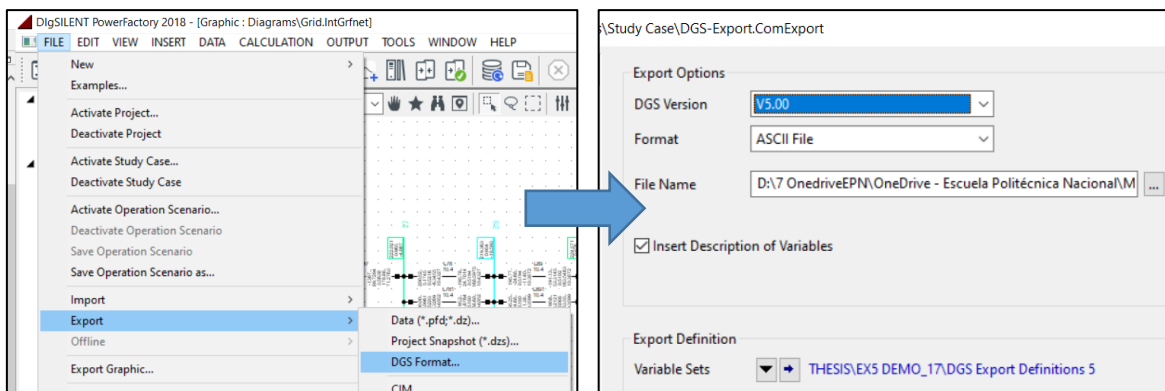 DIgSILENT PowerFactory 2018 - [Graphic : Diagrams\Grid.IntGrfnet]
FILE EDIT VIEW INSERT DATA CALCULATION OUTPUT TOOLS WINDOW HELP
New
Examples...
Activate Project...
Deactivate Project
Activate Study Case...
Deactivate Study Case
Activate Operation Scenario...
Deactivate Operation Scenario
Save Operation Scenario
Save Operation Scenario as...
Import
Export
Offline
Export Graphic...
Data (*.pfd;*.dz)...
Project Snapshot (*.dzs)...
DGS Format...
CIM
s\Study Case\DGS-Export.ComExport
Export Options
DGS Version V5.00
Format ASCII File
File Name D:\7 OnedriveEPN\OneDrive - Escuela Politécnica Nacional\M ...
Insert Description of Variables
Export Definition
Variable Sets THESIS\EX5 DEMO_17\DGS Export Definitions 5